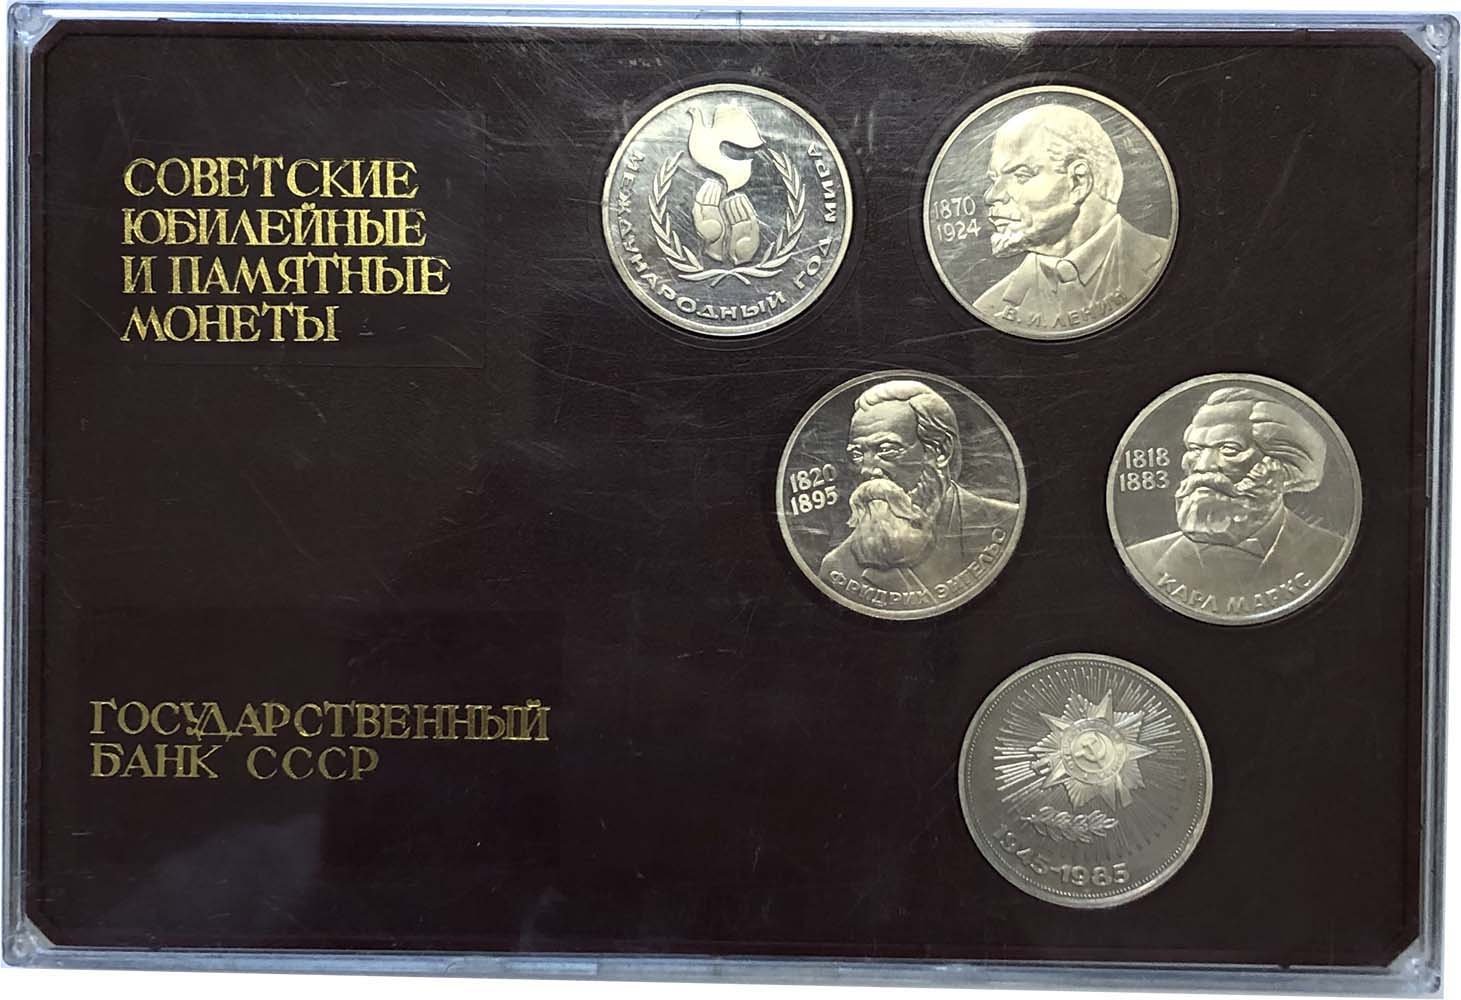 СОВЕТСКИЕ
ЮБИЛЕЙНЫЕ
И ПАМЯТНЫЕ
МОНЕТЫ
МЕЖДУНАРОДНЫЙ ГОД МИРА
1870
1924
В. И. ЛЕНИН
1820
1895
ФРИДРИХ ЭНГЕЛЬС
1818
1883
КАРЛ МАРКС
1945-1985
ГОСУДАРСТВЕННЫЙ
БАНК СССР